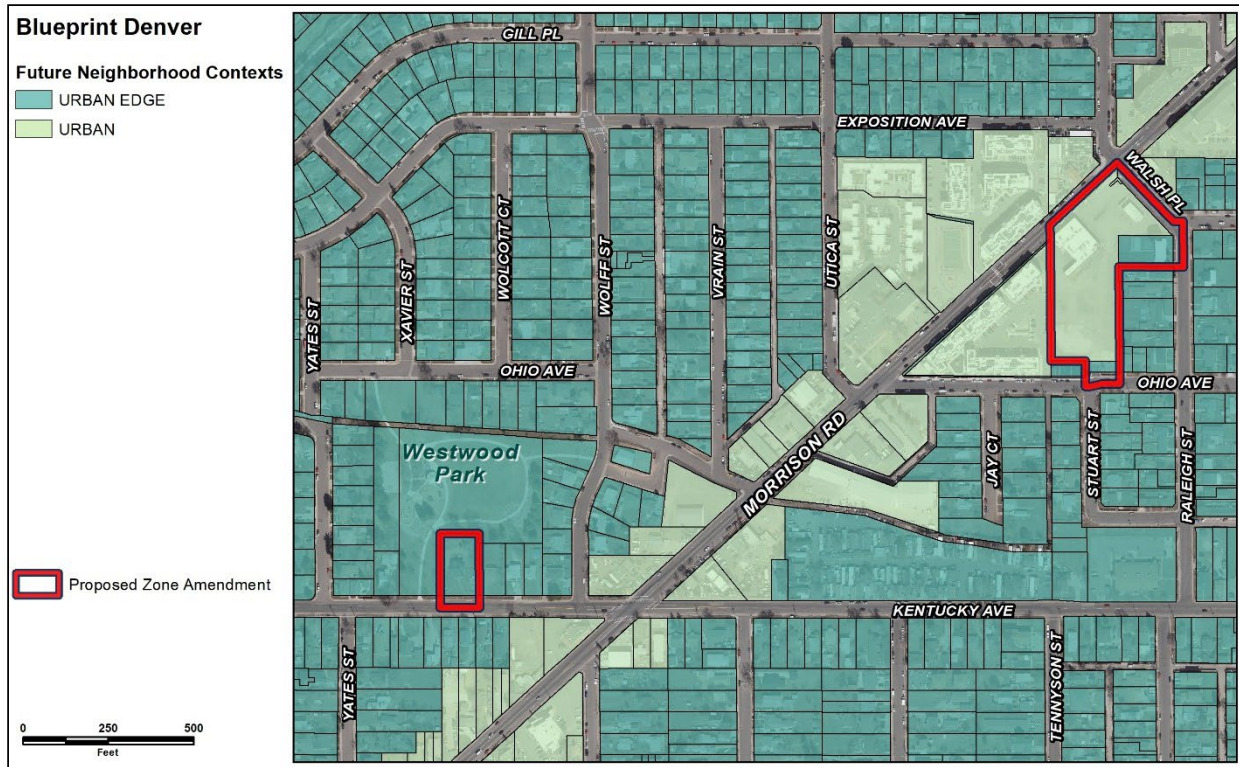 Blueprint Denver
Future Neighborhood Contexts
URBAN EDGE
URBAN
Proposed Zone Amendment
0 250 500
Feet
GILL PL
EXPOSITION AVE
WALSH PL
WOLCOTT CT
XAVIER ST
YATES ST
WOLFF ST
VRAIN ST
UTICA ST
OHIO AVE
OHIO AVE
Westwood
Park
MORRISON RD
JAY CT
STUART ST
RALEIGH ST
KENTUCKY AVE
YATES ST
TENNYSON ST